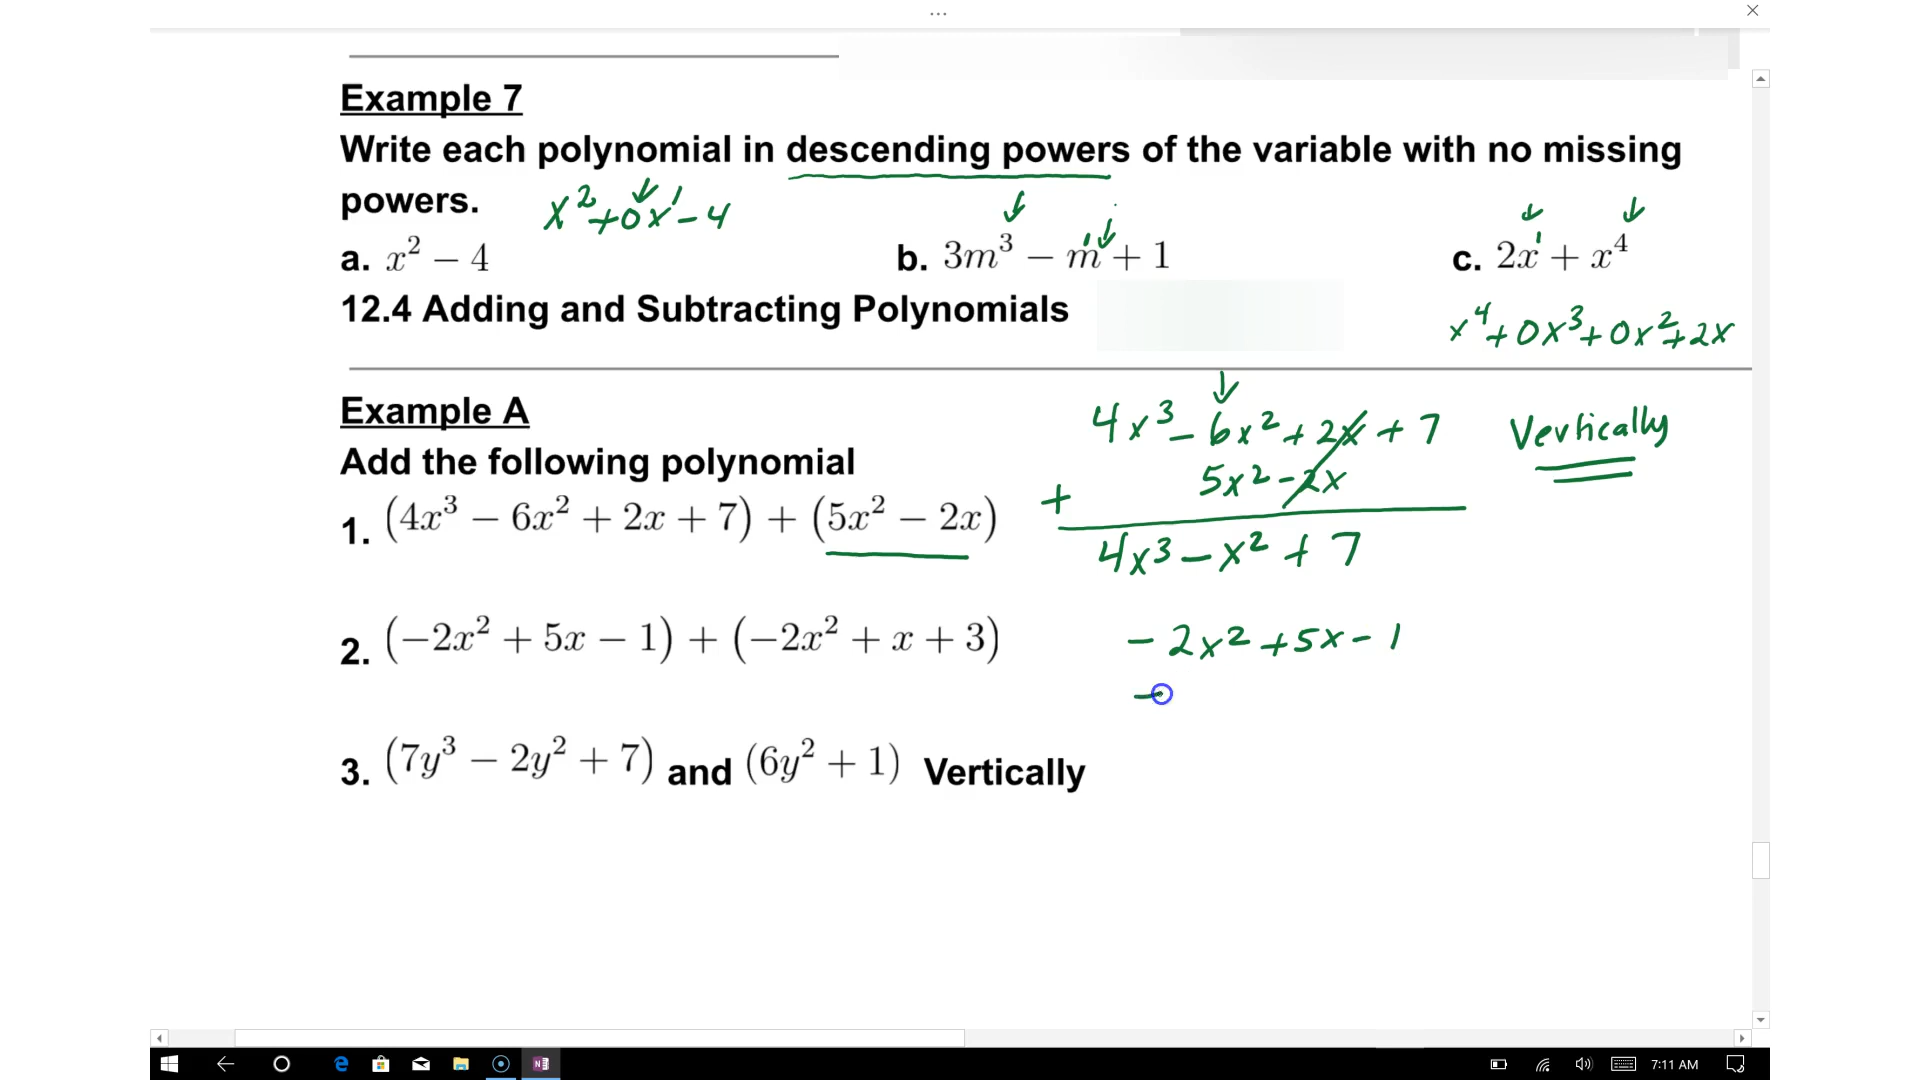 Example 7
Write each polynomial in descending powers of the variable with no missing
powers. x² + 0x¹ − 4
a. x² − 4 b. 3m³ − m¹ + 1 c. 2x¹ + x⁴
12.4 Adding and Subtracting Polynomials
x⁴ + 0x³ + 0x² + 2x
Example A
4x³ − 6x² + 2x + 7 Vertically
Add the following polynomial
5x² − 2x
1. (4x³ − 6x² + 2x + 7) + (5x² − 2x)
+
4x³ − x² + 7
2. (−2x² + 5x − 1) + (−2x² + x + 3) − 2x² + 5x − 1
−
3. (7y³ − 2y² + 7) and (6y² + 1) Vertically
7:11 AM